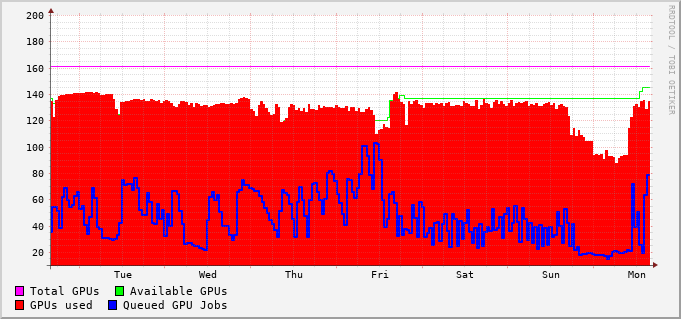 200
180
160
140
120
100
80
60
40
20
Tue Wed Thu Fri Sat Sun Mon
RRDTOOL / TOBI OETIKER
Total GPUs Available GPUs
GPUs used Queued GPU Jobs